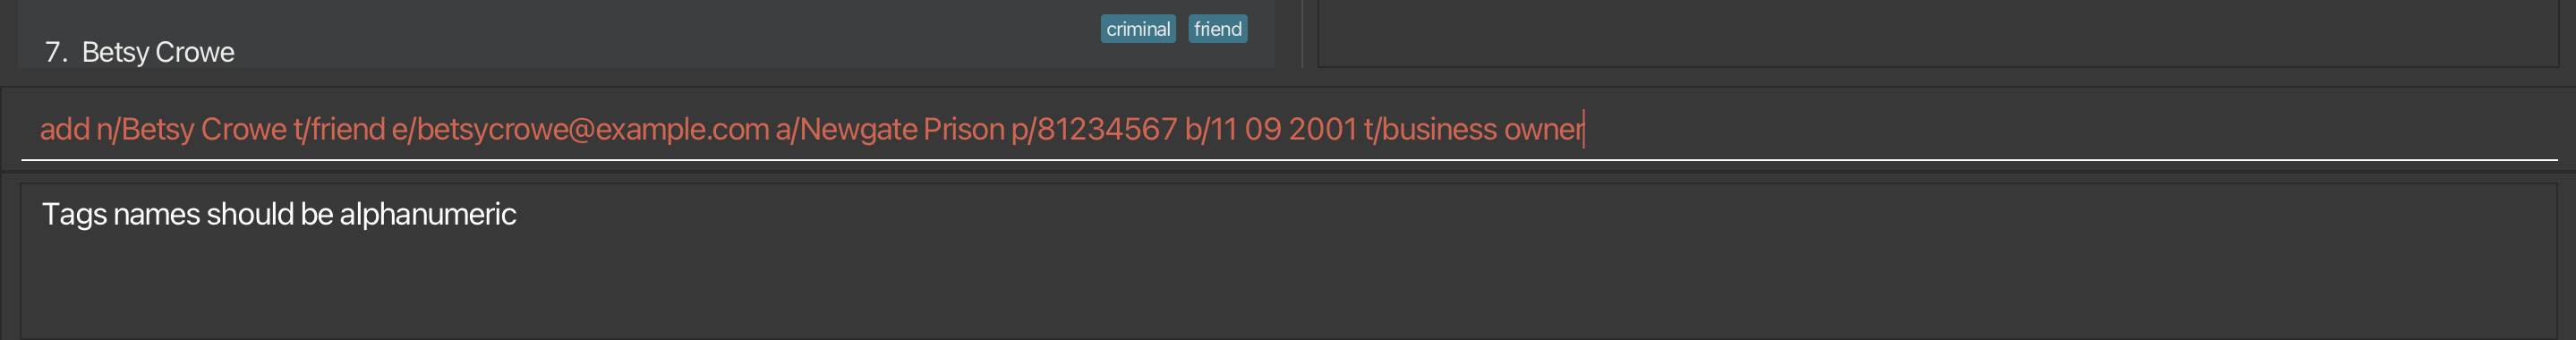 criminal friend
7. Betsy Crowe
add n/Betsy Crowe t/friend e/betsycrowe@example.com a/Newgate Prison p/81234567 b/11 09 2001 t/business owner
Tags names should be alphanumeric